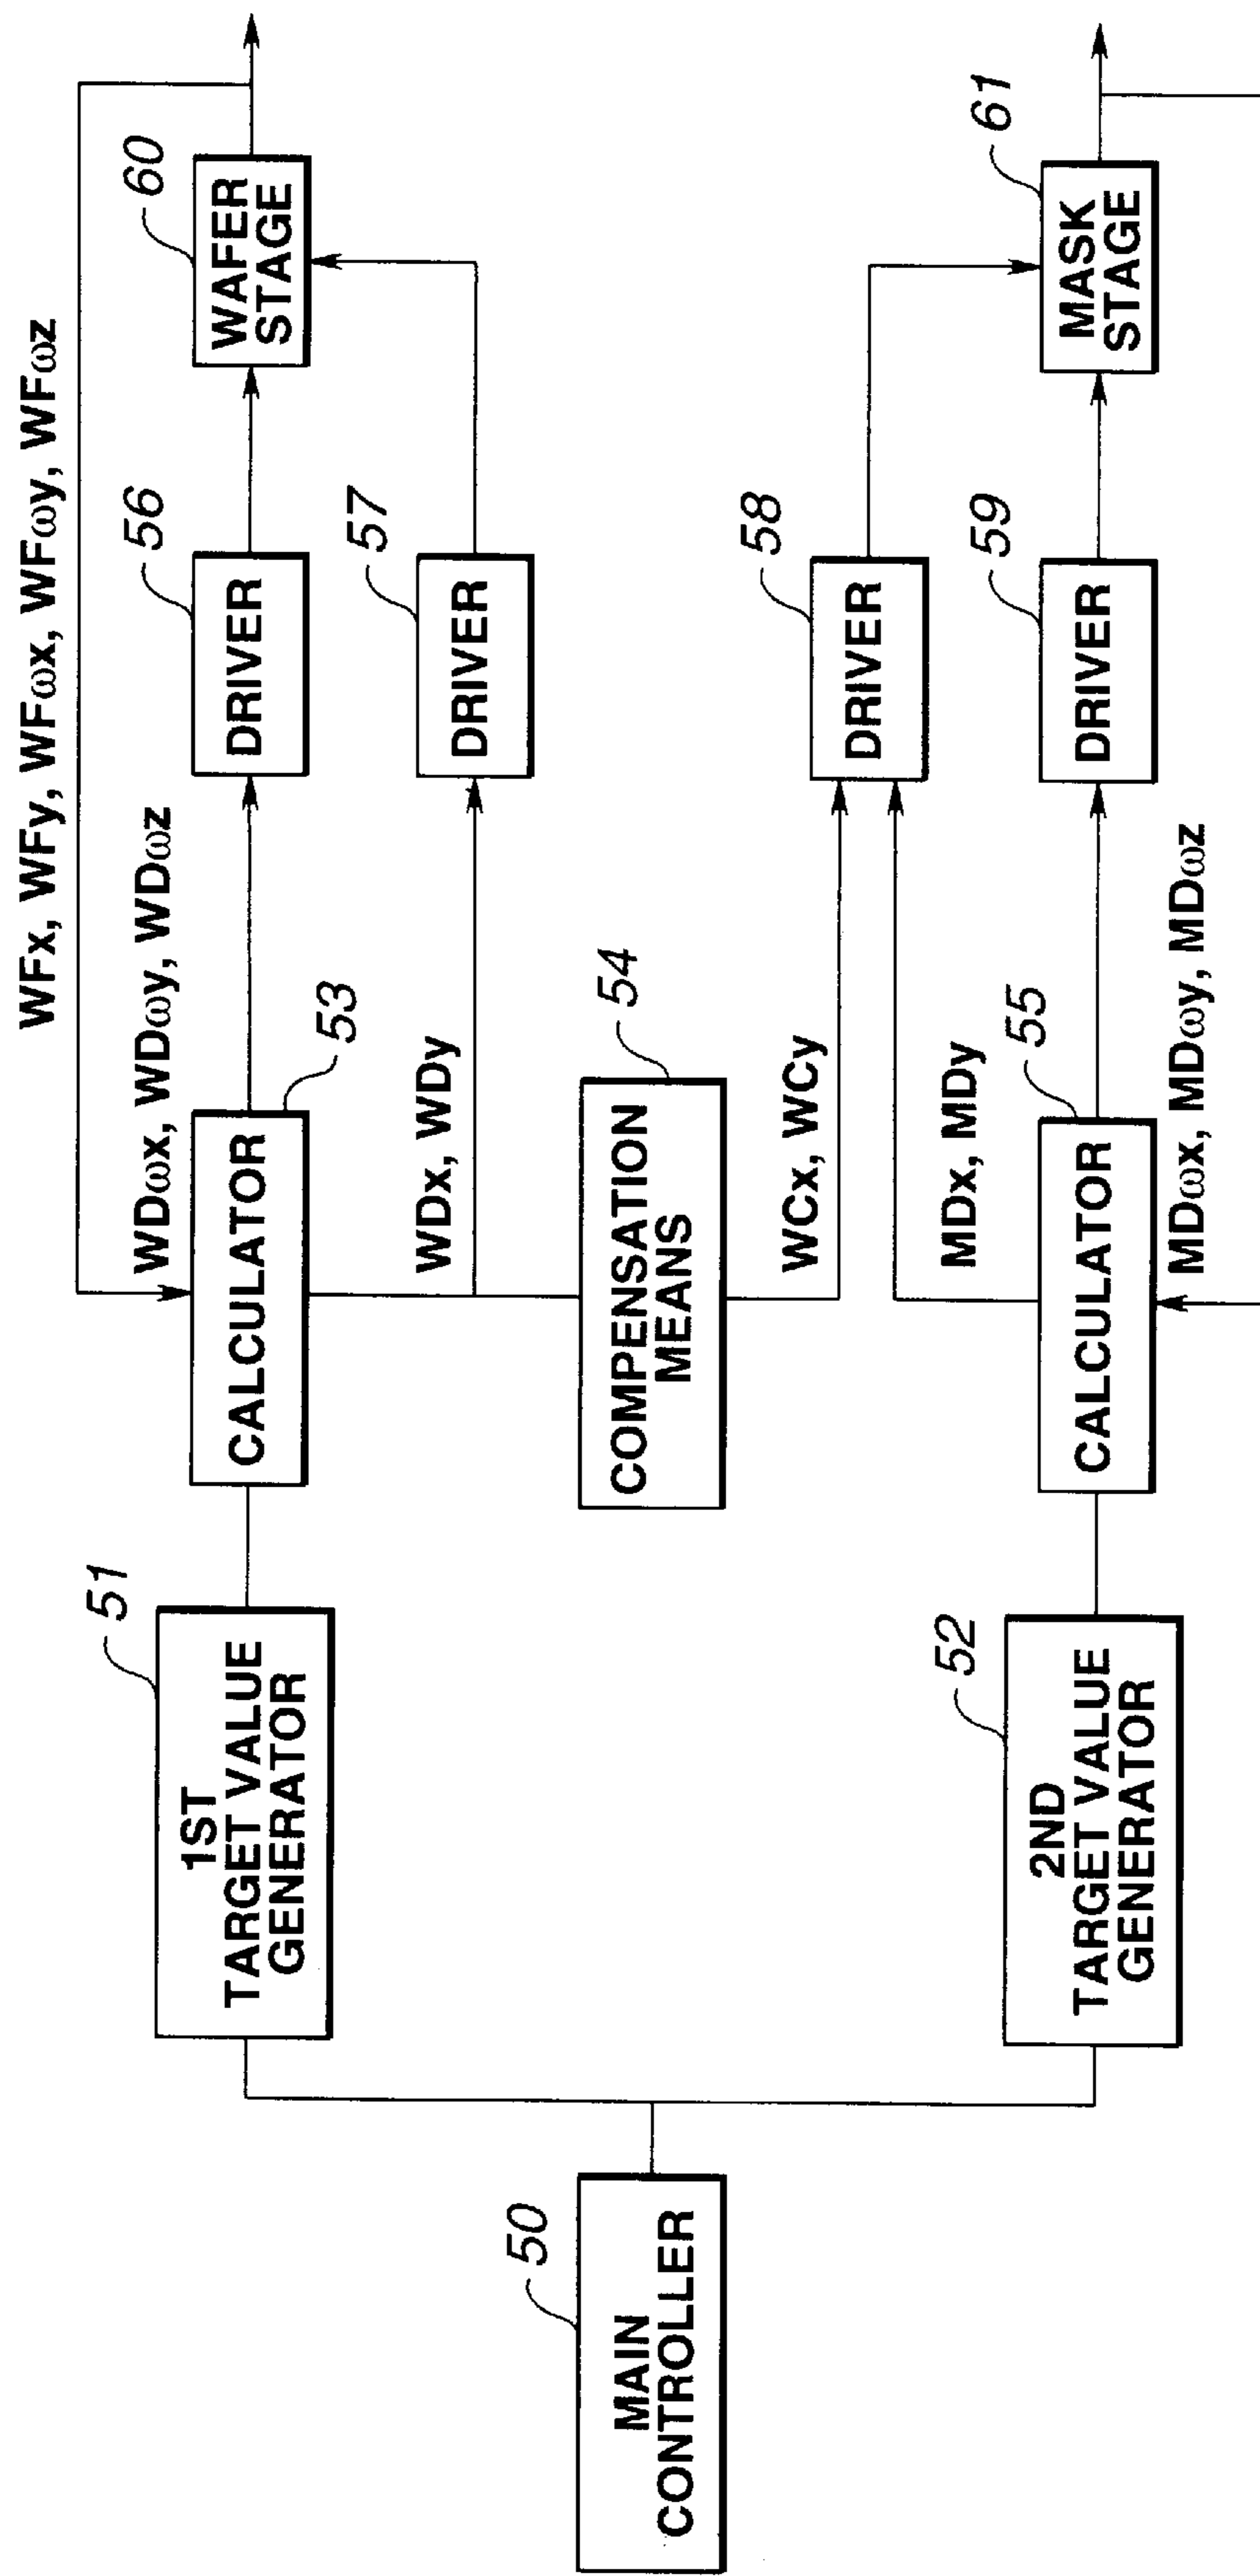 WFx, WFy, WFωx, WFωy, WFωz
60
WAFER
STAGE
56
DRIVER
WDωx, WDωy, WDωz
53
CALCULATOR
51
1ST
TARGET VALUE
GENERATOR
57
DRIVER
WDx, WDy
54
COMPENSATION
MEANS
50
MAIN
CONTROLLER
58
DRIVER
WCx, WCy
MDx, MDy
61
MASK
STAGE
59
DRIVER
55
CALCULATOR
MDωx, MDωy, MDωz
52
2ND
TARGET VALUE
GENERATOR